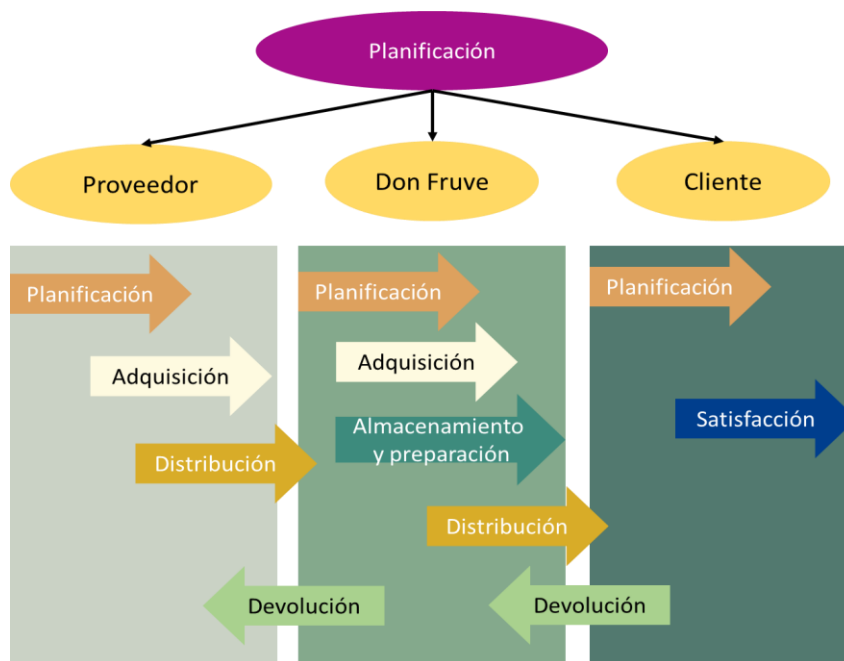 Planificación
Proveedor
Don Fruve
Cliente
Planificación
Planificación
Planificación
Adquisición
Adquisición
Almacenamiento
y preparación
Satisfacción
Distribución
Distribución
Devolución
Devolución